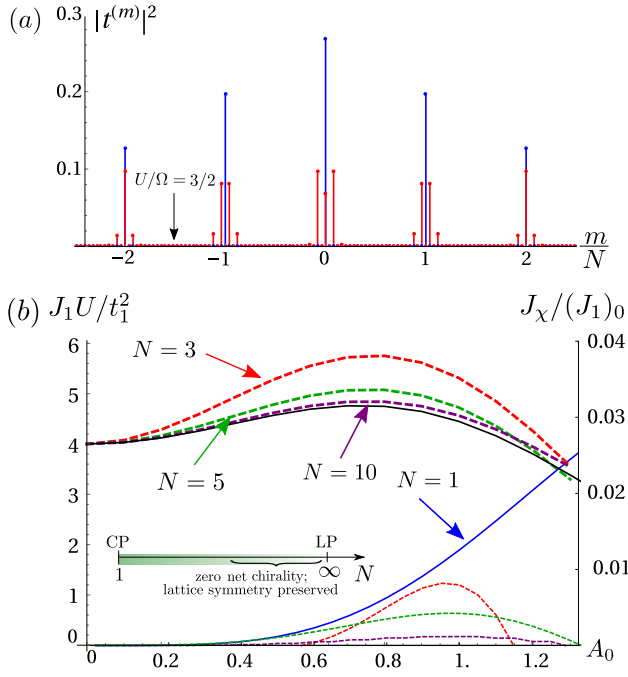 (a) |t^{(m)}|^2
0.3
0.2
0.1
U/Ω = 3/2
-2 -1 0 1 2 m/N
(b) J_1U/t_1^2 J_χ/(J_1)_0
6 0.04
5
N = 3
4 0.03
N = 5 N = 10 N = 1
3
0.02
2
CP LP
1 ∞ N
zero net chirality;
lattice symmetry preserved
1 0.01
0 0
0 0.2 0.4 0.6 0.8 1. 1.2 A_0